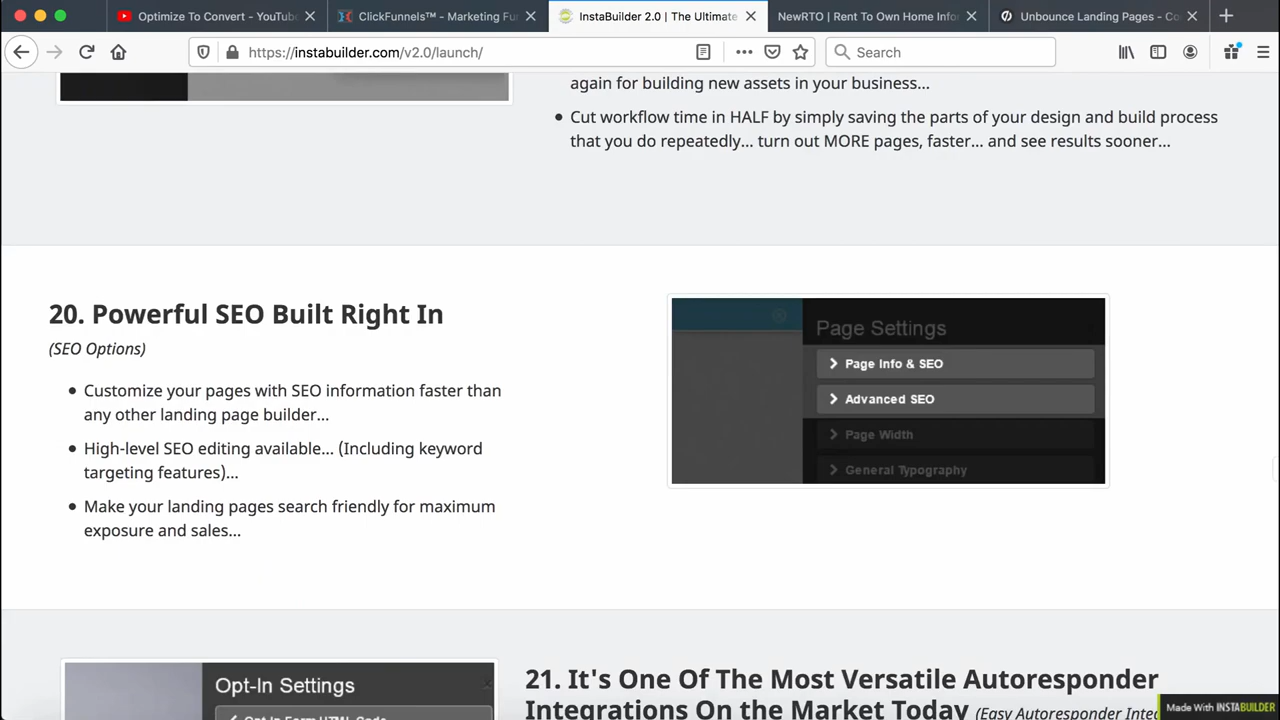 Optimize To Convert - YouTube
ClickFunnels™ - Marketing Fu
InstaBuilder 2.0 | The Ultimate
NewRTO | Rent To Own Home Info
Unbounce Landing Pages - Co
https://instabuilder.com/v2.0/launch/
Search
again for building new assets in your business...
• Cut workflow time in HALF by simply saving the parts of your design and build process
that you do repeatedly... turn out MORE pages, faster... and see results sooner...
20. Powerful SEO Built Right In
(SEO Options)
• Customize your pages with SEO information faster than
any other landing page builder...
• High-level SEO editing available... (Including keyword
targeting features)...
• Make your landing pages search friendly for maximum
exposure and sales...
Page Settings
Page Info & SEO
Advanced SEO
Page Width
General Typography
Opt-In Settings
Opt-In Form HTML Code
21. It's One Of The Most Versatile Autoresponder
Integrations On the Market Today (Easy Autoresponder Inte
Made With INSTABUILDER